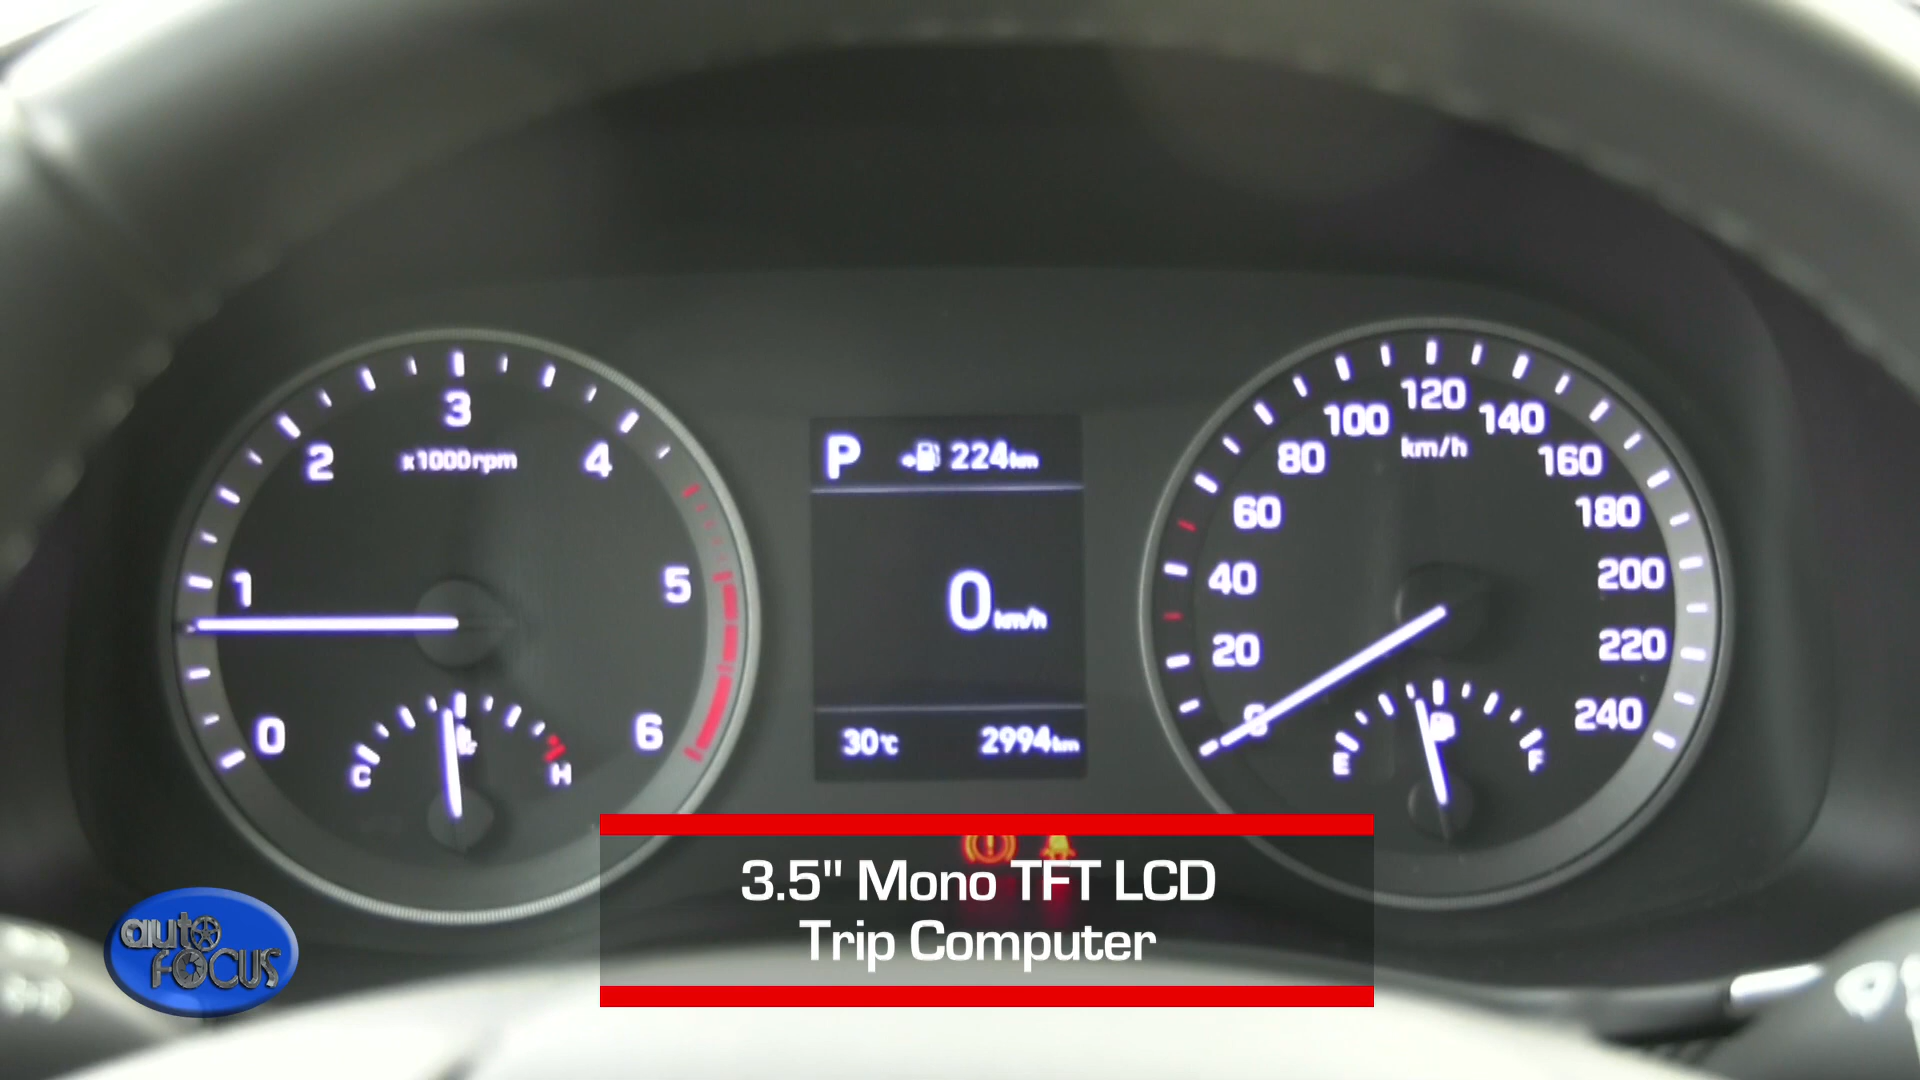 3
2
x1000rpm
4
1
5
0
6
C
H
P
224km
0km/h
30°C
2994km
120
100
140
km/h
80
160
60
180
40
200
20
220
0
240
E
F
3.5" Mono TFT LCD
Trip Computer
auto
FOCUS